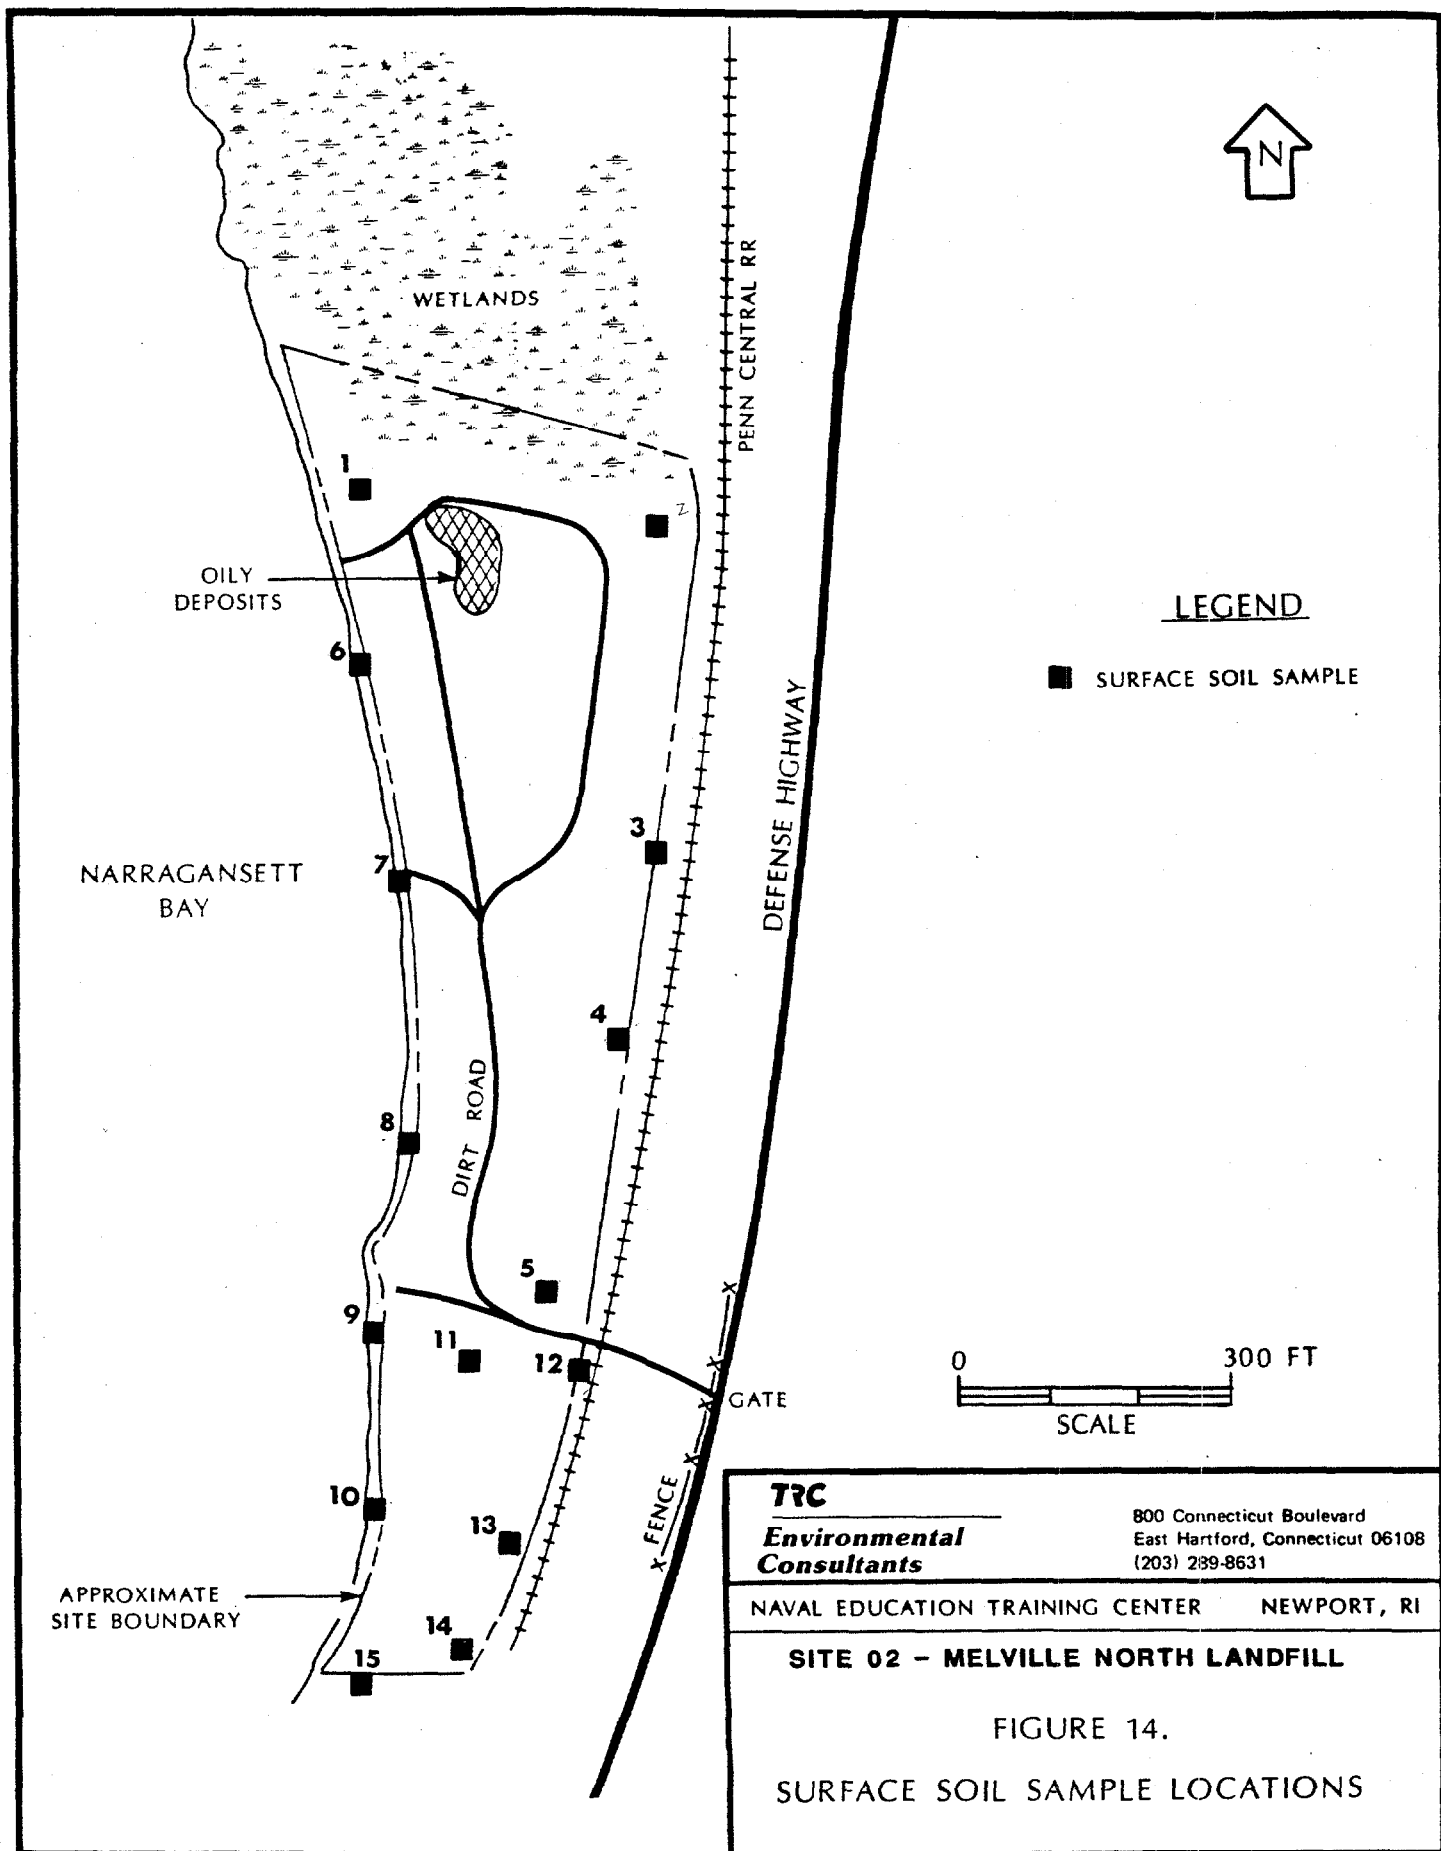 N
WETLANDS
PENN CENTRAL RR
1
OILY
DEPOSITS
LEGEND
SURFACE SOIL SAMPLE
6
3
DEFENSE HIGHWAY
NARRAGANSETT
BAY
7
4
8
DIRT ROAD
5
9
11
12
GATE
0 300 FT
SCALE
10
13
FENCE
APPROXIMATE
SITE BOUNDARY
14
15
TRC
Environmental
Consultants
800 Connecticut Boulevard
East Hartford, Connecticut 06108
(203) 289-8631
NAVAL EDUCATION TRAINING CENTER NEWPORT, RI
SITE 02 - MELVILLE NORTH LANDFILL
FIGURE 14.
SURFACE SOIL SAMPLE LOCATIONS